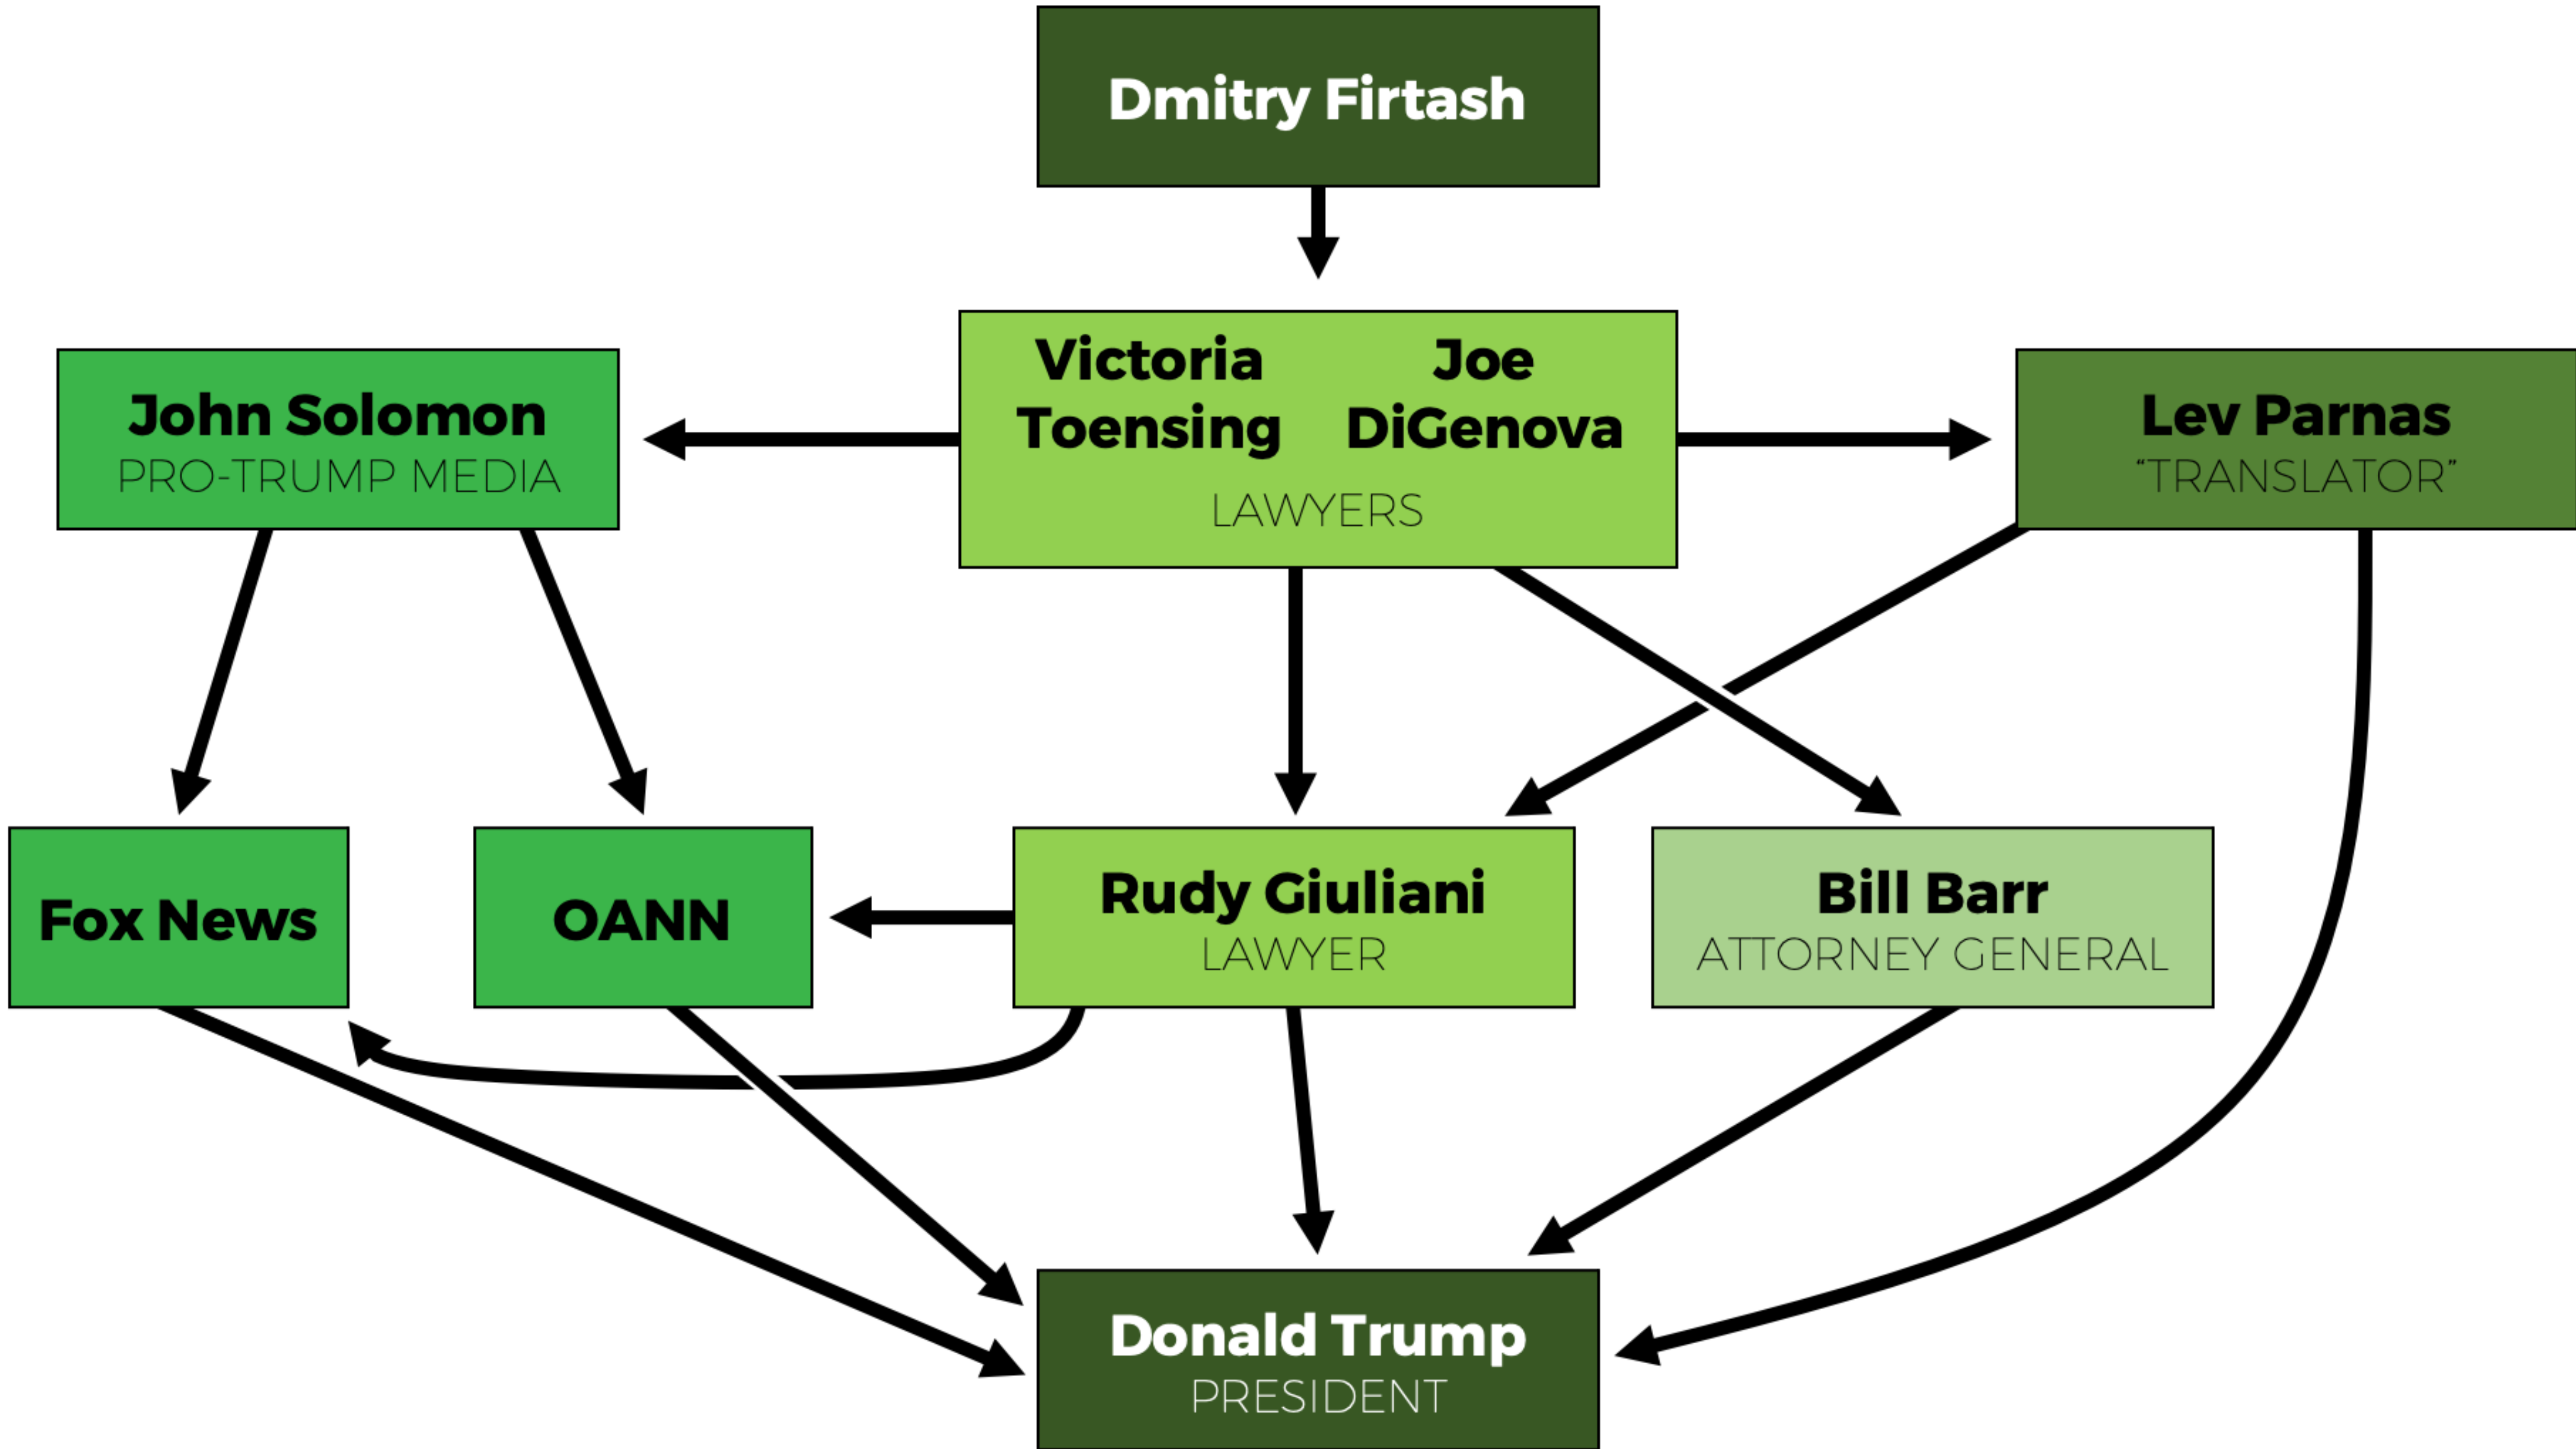 Dmitry Firtash
John Solomon
PRO-TRUMP MEDIA
Victoria
Toensing
Joe
DiGenova
LAWYERS
Lev Parnas
“TRANSLATOR”
Fox News
OANN
Rudy Giuliani
LAWYER
Bill Barr
ATTORNEY GENERAL
Donald Trump
PRESIDENT